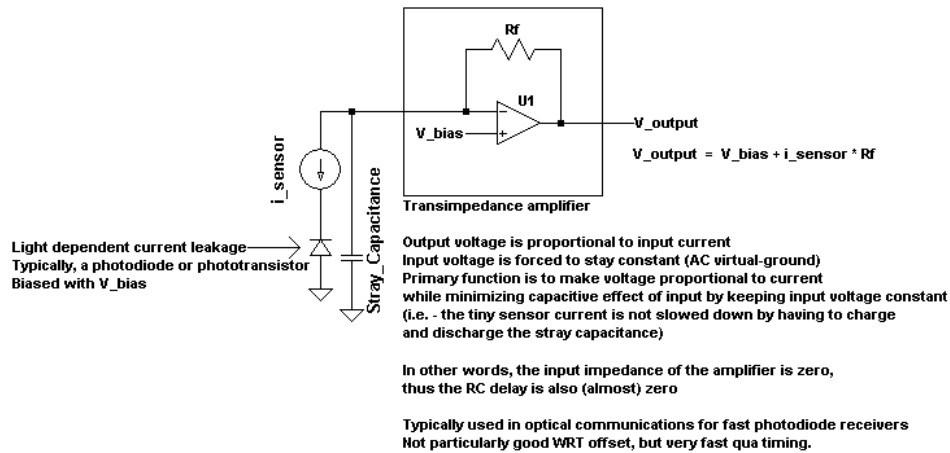 Rf
U1
V_bias
V_output
V_output = V_bias + i_sensor * Rf
i_sensor
Stray_Capacitance
Transimpedance amplifier
Light dependent current leakage
Typically, a photodiode or phototransistor
Biased with V_bias
Output voltage is proportional to input current
Input voltage is forced to stay constant (AC virtual-ground)
Primary function is to make voltage proportional to current
while minimizing capacitive effect of input by keeping input voltage constant
(i.e. - the tiny sensor current is not slowed down by having to charge
and discharge the stray capacitance)
In other words, the input impedance of the amplifier is zero,
thus the RC delay is also (almost) zero
Typically used in optical communications for fast photodiode receivers
Not particularly good WRT offset, but very fast qua timing.